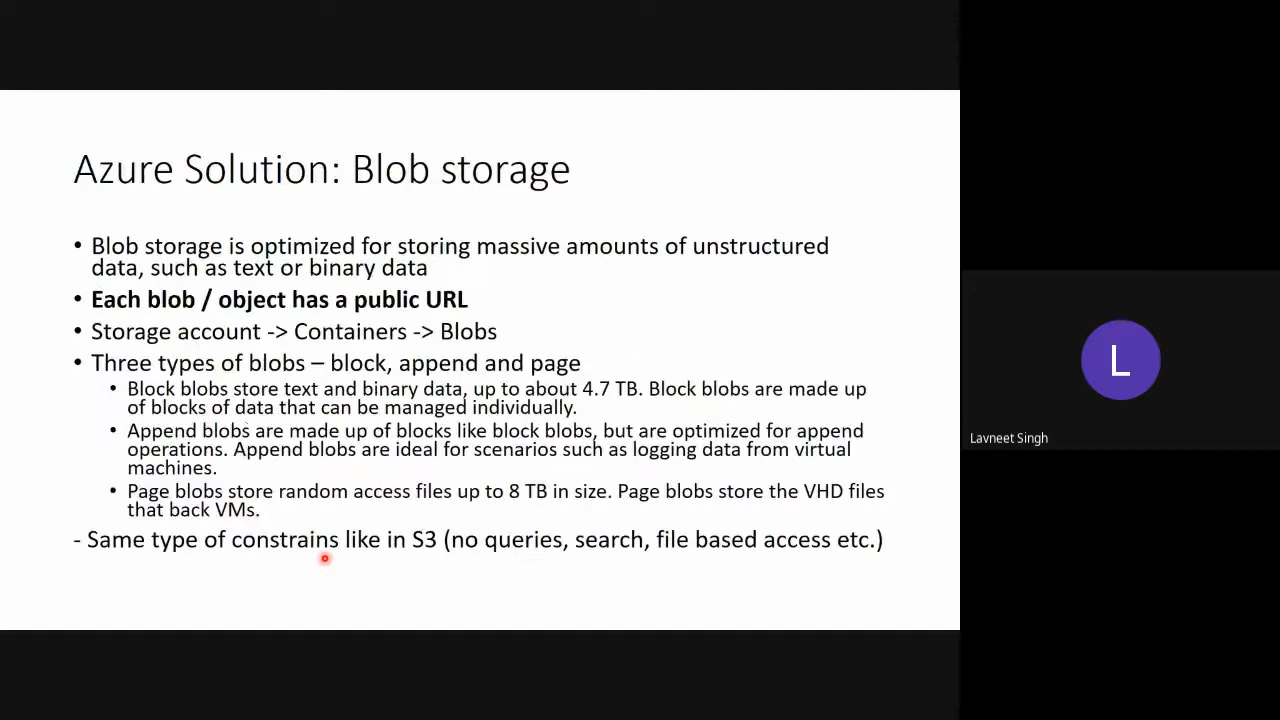 Azure Solution: Blob storage
• Blob storage is optimized for storing massive amounts of unstructured
data, such as text or binary data
• Each blob / object has a public URL
• Storage account -> Containers -> Blobs
• Three types of blobs – block, append and page
• Block blobs store text and binary data, up to about 4.7 TB. Block blobs are made up
of blocks of data that can be managed individually.
• Append blobs are made up of blocks like block blobs, but are optimized for append
operations. Append blobs are ideal for scenarios such as logging data from virtual
machines.
• Page blobs store random access files up to 8 TB in size. Page blobs store the VHD files
that back VMs.
- Same type of constrains like in S3 (no queries, search, file based access etc.)
L
Lavneet Singh